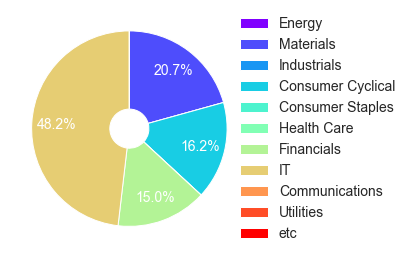 20.7%
16.2%
15.0%
48.2%
Energy
Materials
Industrials
Consumer Cyclical
Consumer Staples
Health Care
Financials
IT
Communications
Utilities
etc